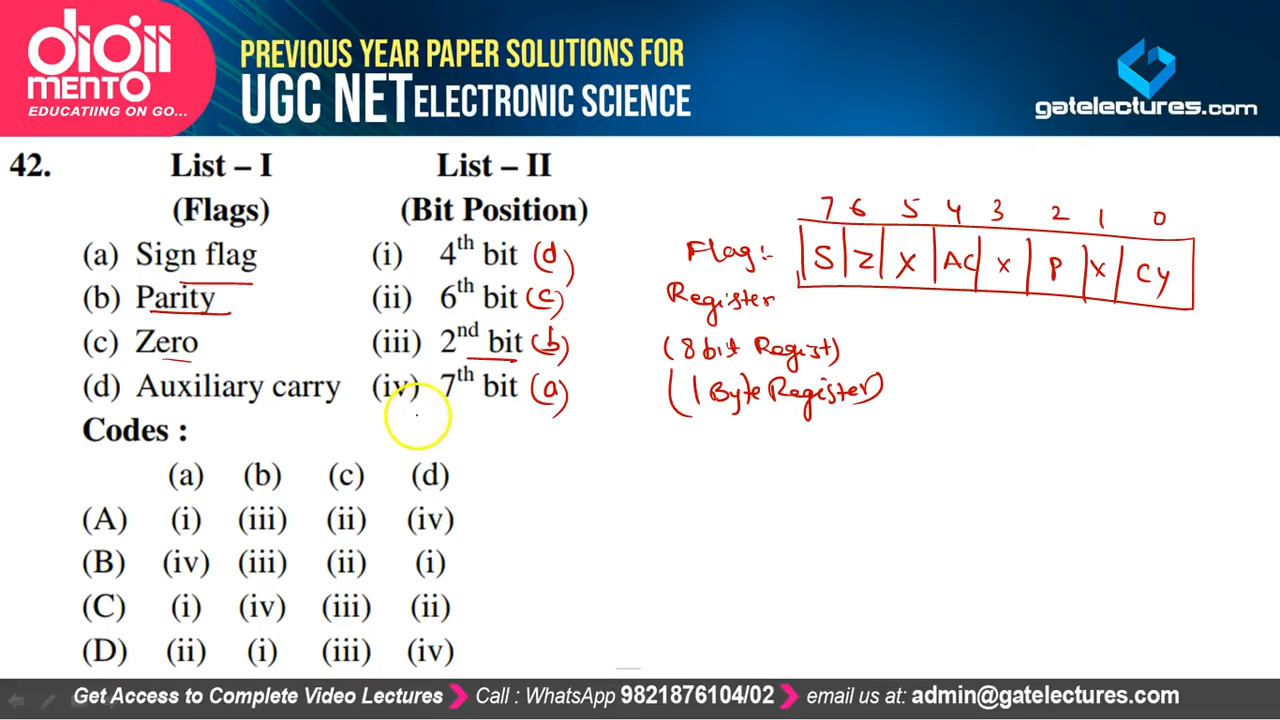 dioii
MENTO
EDUCATIING ON GO...
PREVIOUS YEAR PAPER SOLUTIONS FOR
UGC NET ELECTRONIC SCIENCE
gatelectures.com
42. List – I List – II
(Flags) (Bit Position)
(a) Sign flag (i) 4th bit (d)
(b) Parity (ii) 6th bit (c)
(c) Zero (iii) 2nd bit (b)
(d) Auxiliary carry (iv) 7th bit (a)
Codes :
(a) (b) (c) (d)
(A) (i) (iii) (ii) (iv)
(B) (iv) (iii) (ii) (i)
(C) (i) (iv) (iii) (ii)
(D) (ii) (i) (iii) (iv)
7 6 5 4 3 2 1 0
Flag:- S Z X AC X P X CY
Register
(8 bit Regist)
(1 Byte Register)
Get Access to Complete Video Lectures Call : WhatsApp 9821876104/02 email us at: admin@gatelectures.com